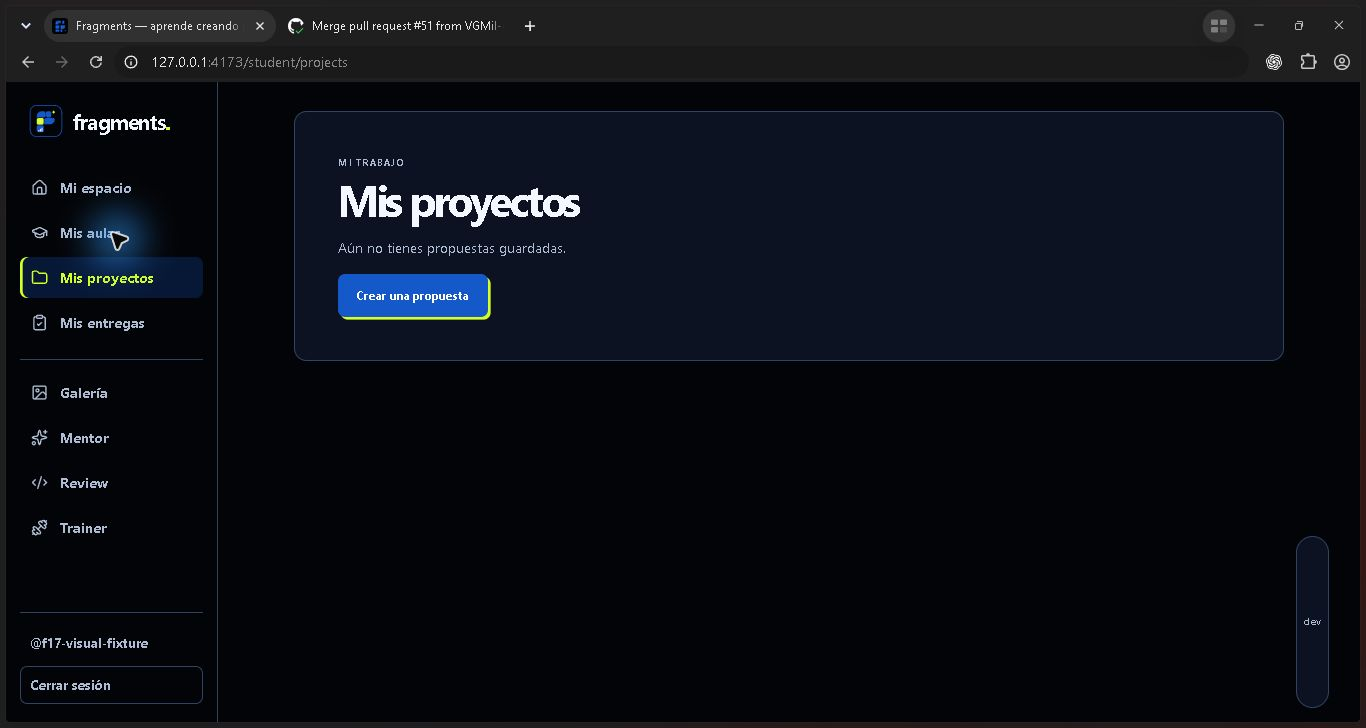 Fragments — aprende creando
Merge pull request #51 from VGMil-
127.0.0.1:4173/student/projects
fragments.
Mi espacio
Mis aulas
Mis proyectos
Mis entregas
Galería
Mentor
Review
Trainer
@f17-visual-fixture
Cerrar sesión
MI TRABAJO
Mis proyectos
Aún no tienes propuestas guardadas.
Crear una propuesta
dev